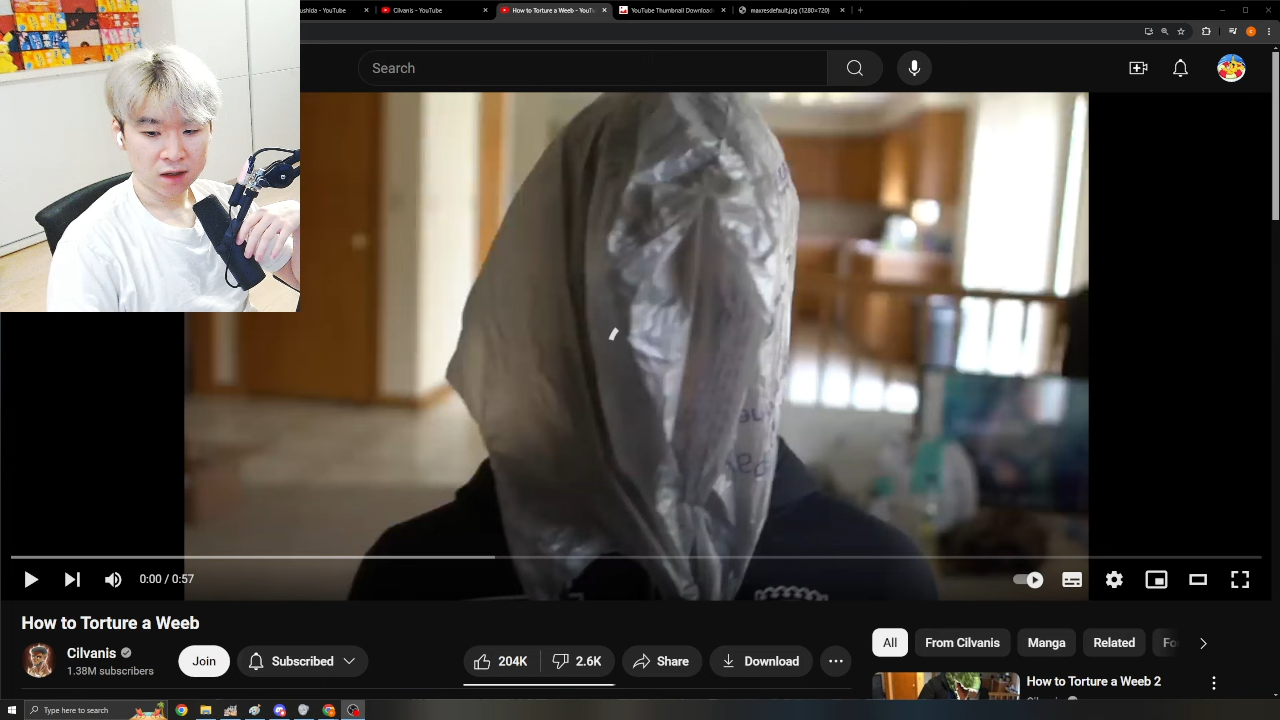 ushida - YouTube
Cilvanis - YouTube
How to Torture a Weeb - YouT
YouTube Thumbnail Download
maxresdefault.jpg (1280×720)
Search
0:00 / 0:57
How to Torture a Weeb
Cilvanis
1.38M subscribers
Join
Subscribed
204K
2.6K
Share
Download
All
From Cilvanis
Manga
Related
Fo
How to Torture a Weeb 2
Type here to search